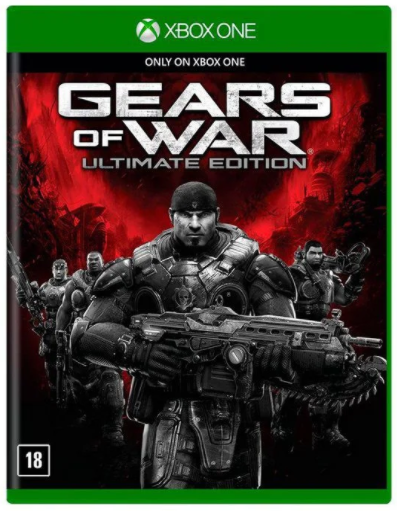 XBOX ONE
ONLY ON XBOX ONE
GEARS
OF WAR
ULTIMATE EDITION
18